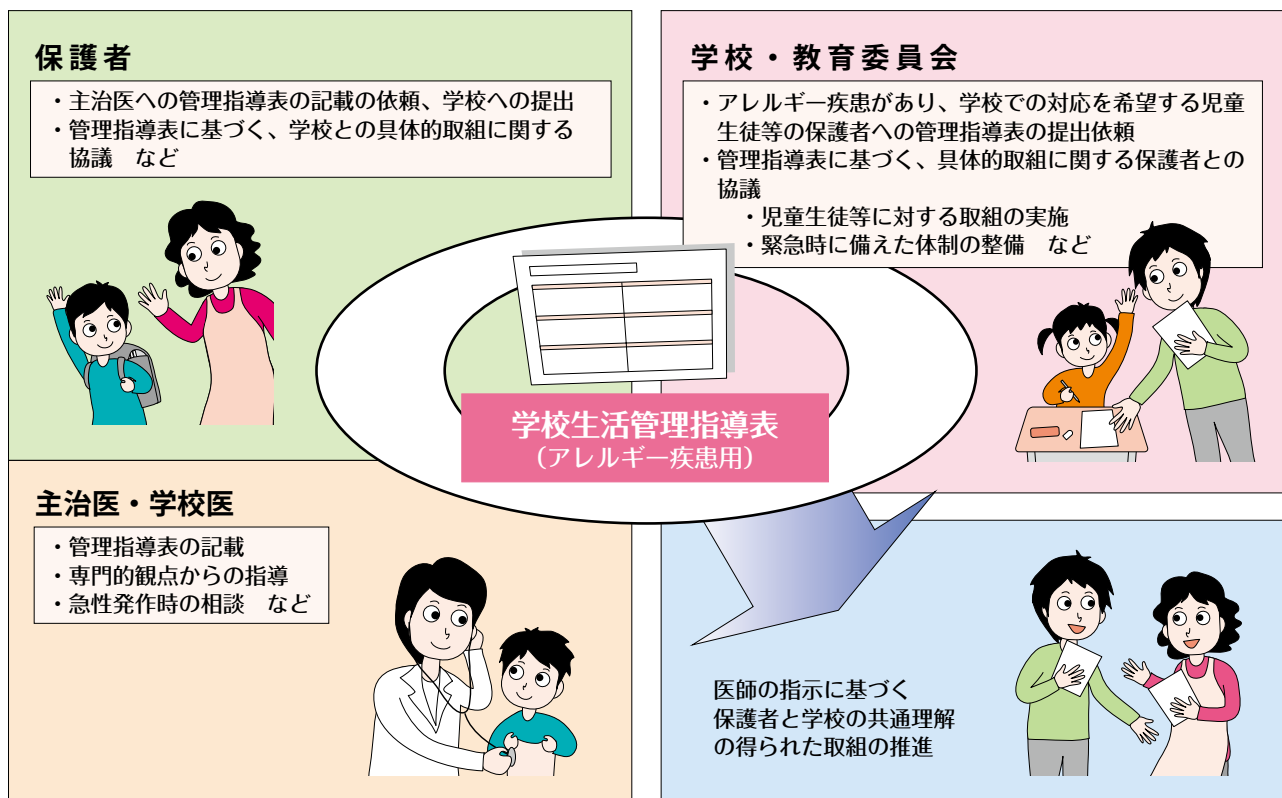 保護者
・主治医への管理指導表の記載の依頼、学校への提出
・管理指導表に基づく、学校との具体的取組に関する
協議　など
学校・教育委員会
・アレルギー疾患があり、学校での対応を希望する児童
生徒等の保護者への管理指導表の提出依頼
・管理指導表に基づく、具体的取組に関する保護者との
協議
・児童生徒等に対する取組の実施
・緊急時に備えた体制の整備　など
学校生活管理指導表
（アレルギー疾患用）
主治医・学校医
・管理指導表の記載
・専門的観点からの指導
・急性発作時の相談　など
医師の指示に基づく
保護者と学校の共通理解
の得られた取組の推進